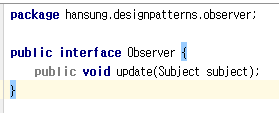 package hansung.designpatterns.observer;
public interface Observer {
    public void update(Subject subject);
}